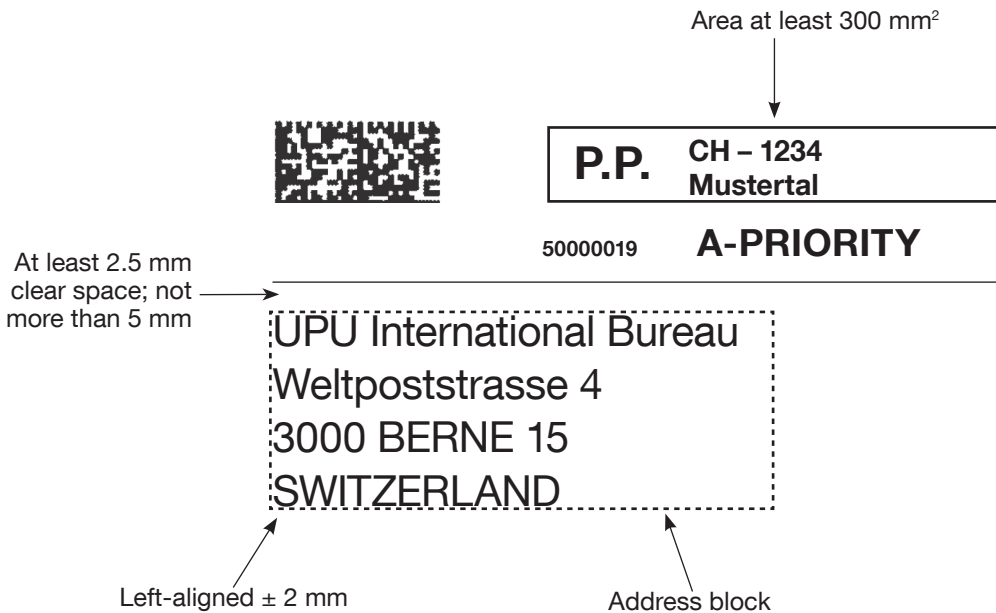 Area at least 300 mm²
P.P.
CH – 1234
Mustertal
50000019 A-PRIORITY
At least 2.5 mm
clear space; not
more than 5 mm
UPU International Bureau
Weltpoststrasse 4
3000 BERNE 15
SWITZERLAND
Left-aligned ± 2 mm
Address block